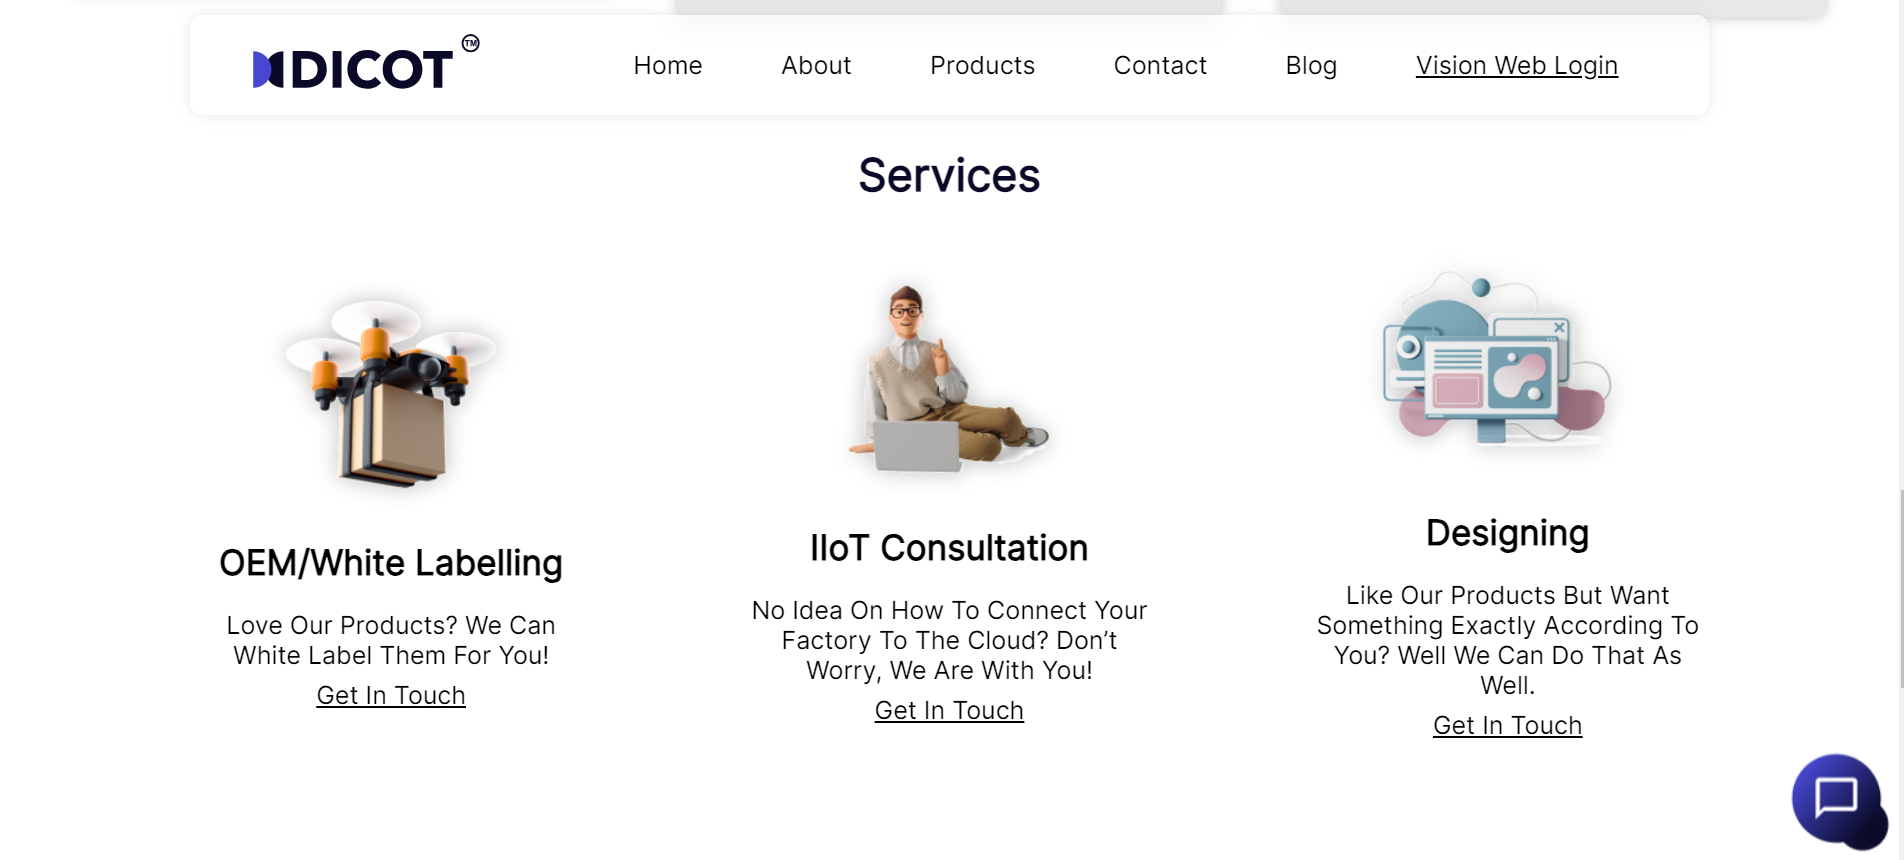 DICOT TM
Home About Products Contact Blog Vision Web Login
Services
OEM/White Labelling
Love Our Products? We Can
White Label Them For You!
Get In Touch
IIoT Consultation
No Idea On How To Connect Your
Factory To The Cloud? Don’t
Worry, We Are With You!
Get In Touch
Designing
Like Our Products But Want
Something Exactly According To
You? Well We Can Do That As
Well.
Get In Touch